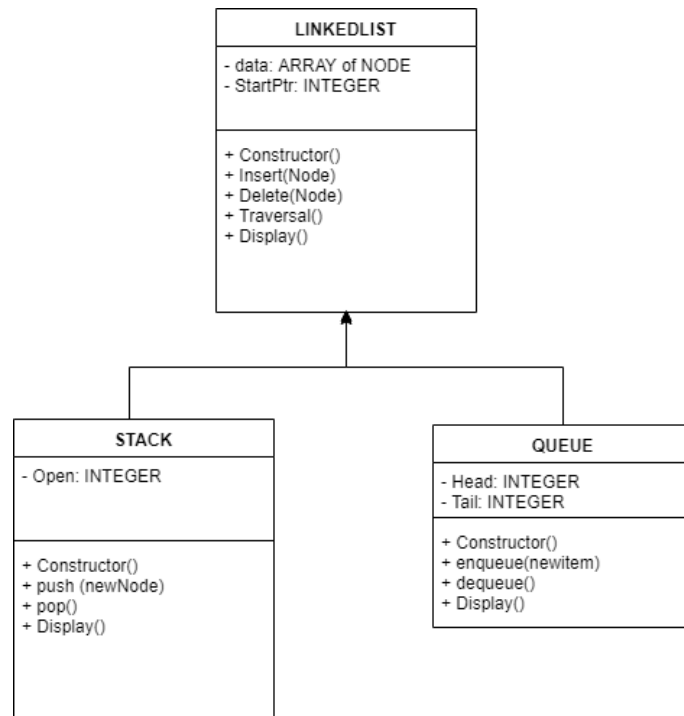 LINKEDLIST
- data: ARRAY of NODE
- StartPtr: INTEGER
+ Constructor()
+ Insert(Node)
+ Delete(Node)
+ Traversal()
+ Display()
STACK
- Open: INTEGER
+ Constructor()
+ push (newNode)
+ pop()
+ Display()
QUEUE
- Head: INTEGER
- Tail: INTEGER
+ Constructor()
+ enqueue(newitem)
+ dequeue()
+ Display()